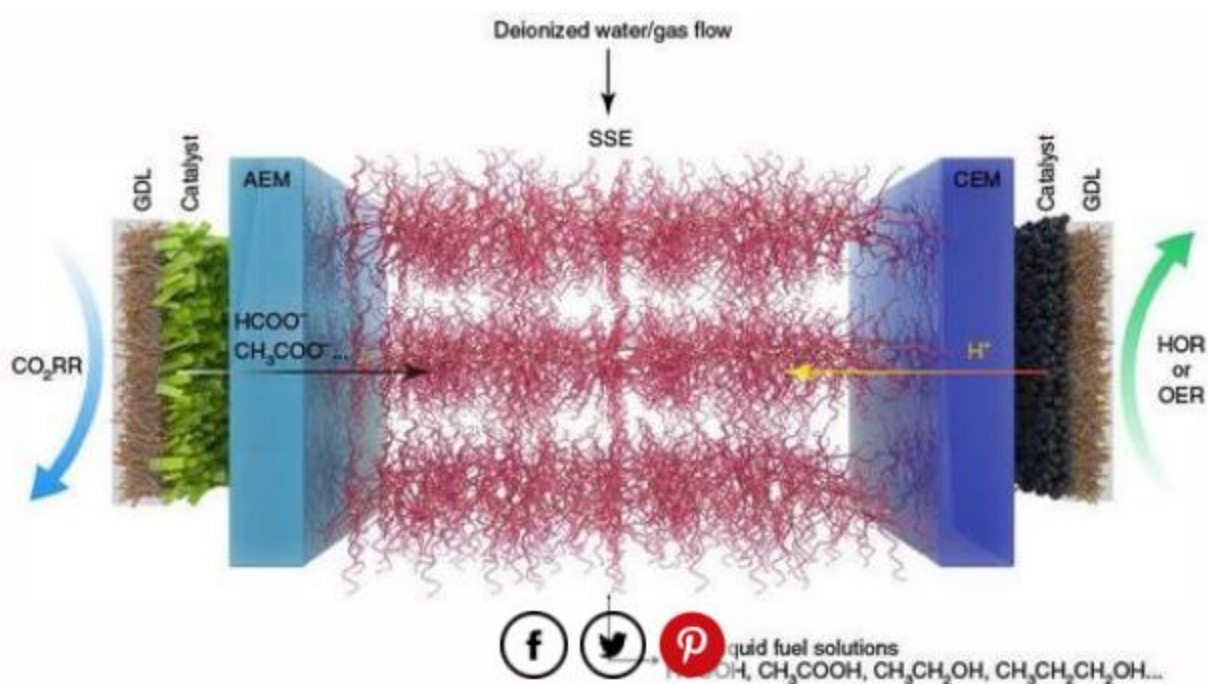 Deionized water/gas flow
SSE
GDL
Catalyst
AEM
CEM
Catalyst
GDL
HCOO⁻
CH₃COO⁻...
H⁺
CO₂RR
HOR
or
OER
quid fuel solutions
OH, CH₃COOH, CH₃CH₂OH, CH₃CH₂CH₂OH...